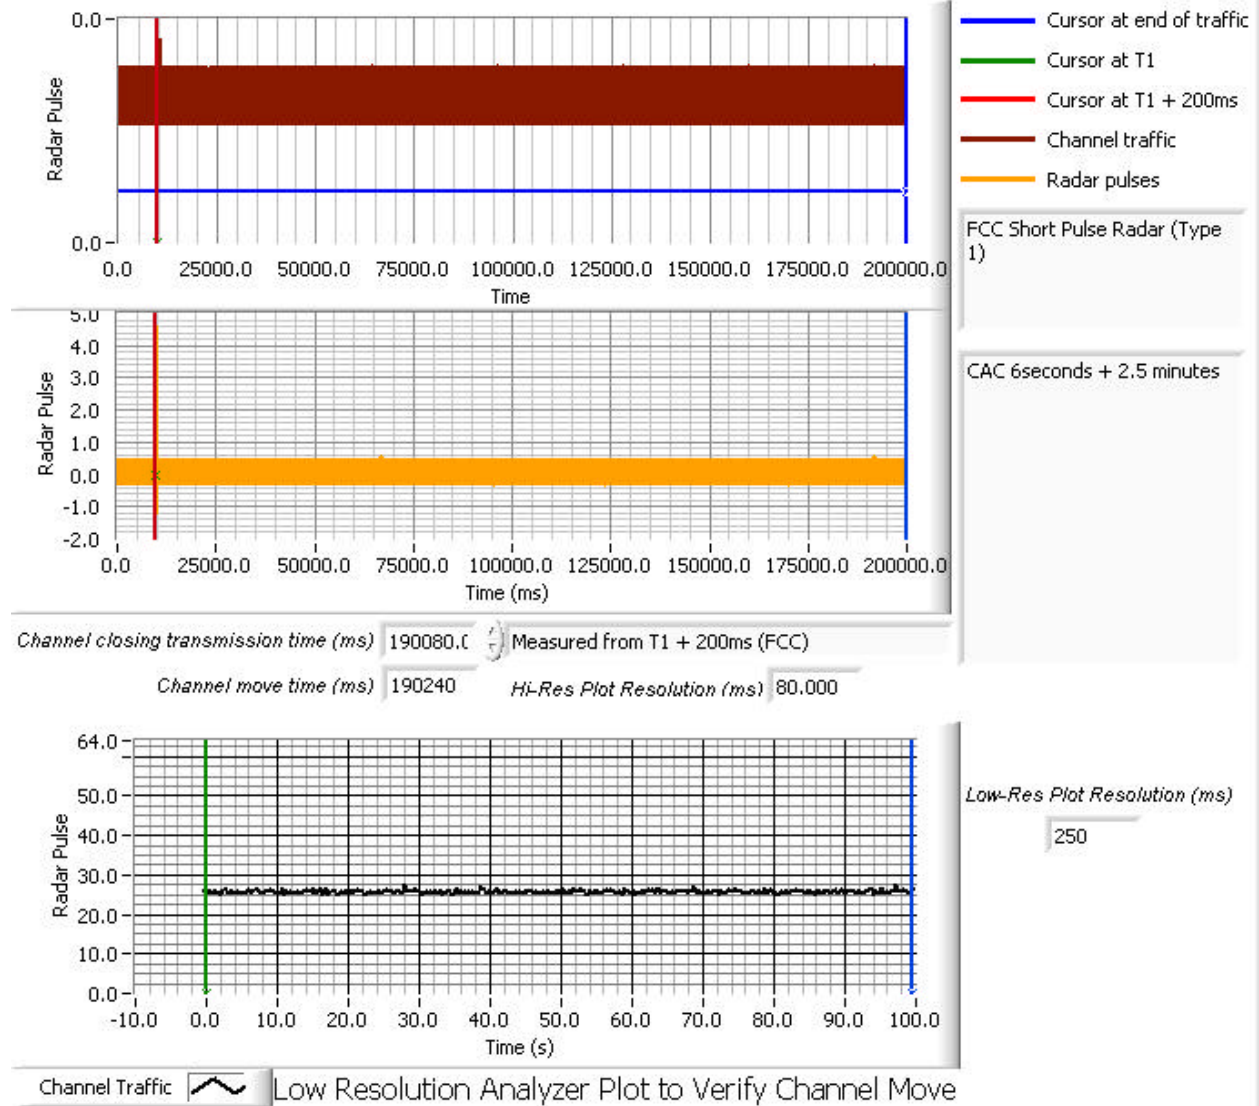 0.0
Radar Pulse
0.0
0.0 25000.0 50000.0 75000.0 100000.0 125000.0 150000.0 175000.0 200000.0
Time
Cursor at end of traffic
Cursor at T1
Cursor at T1 + 200ms
Channel traffic
Radar pulses
FCC Short Pulse Radar (Type
1)
5.0
4.0
3.0
2.0
1.0
0.0
-1.0
-2.0
Radar Pulse
0.0 25000.0 50000.0 75000.0 100000.0 125000.0 150000.0 175000.0 200000.0
Time (ms)
CAC 6seconds + 2.5 minutes
Channel closing transmission time (ms) 190080.0 Measured from T1 + 200ms (FCC)
Channel move time (ms) 190240 Hi-Res Plot Resolution (ms) 80.000
64.0
50.0
40.0
30.0
20.0
10.0
0.0
Radar Pulse
-10.0 0.0 10.0 20.0 30.0 40.0 50.0 60.0 70.0 80.0 90.0 100.0
Time (s)
Low-Res Plot Resolution (ms)
250
Channel Traffic Low Resolution Analyzer Plot to Verify Channel Move